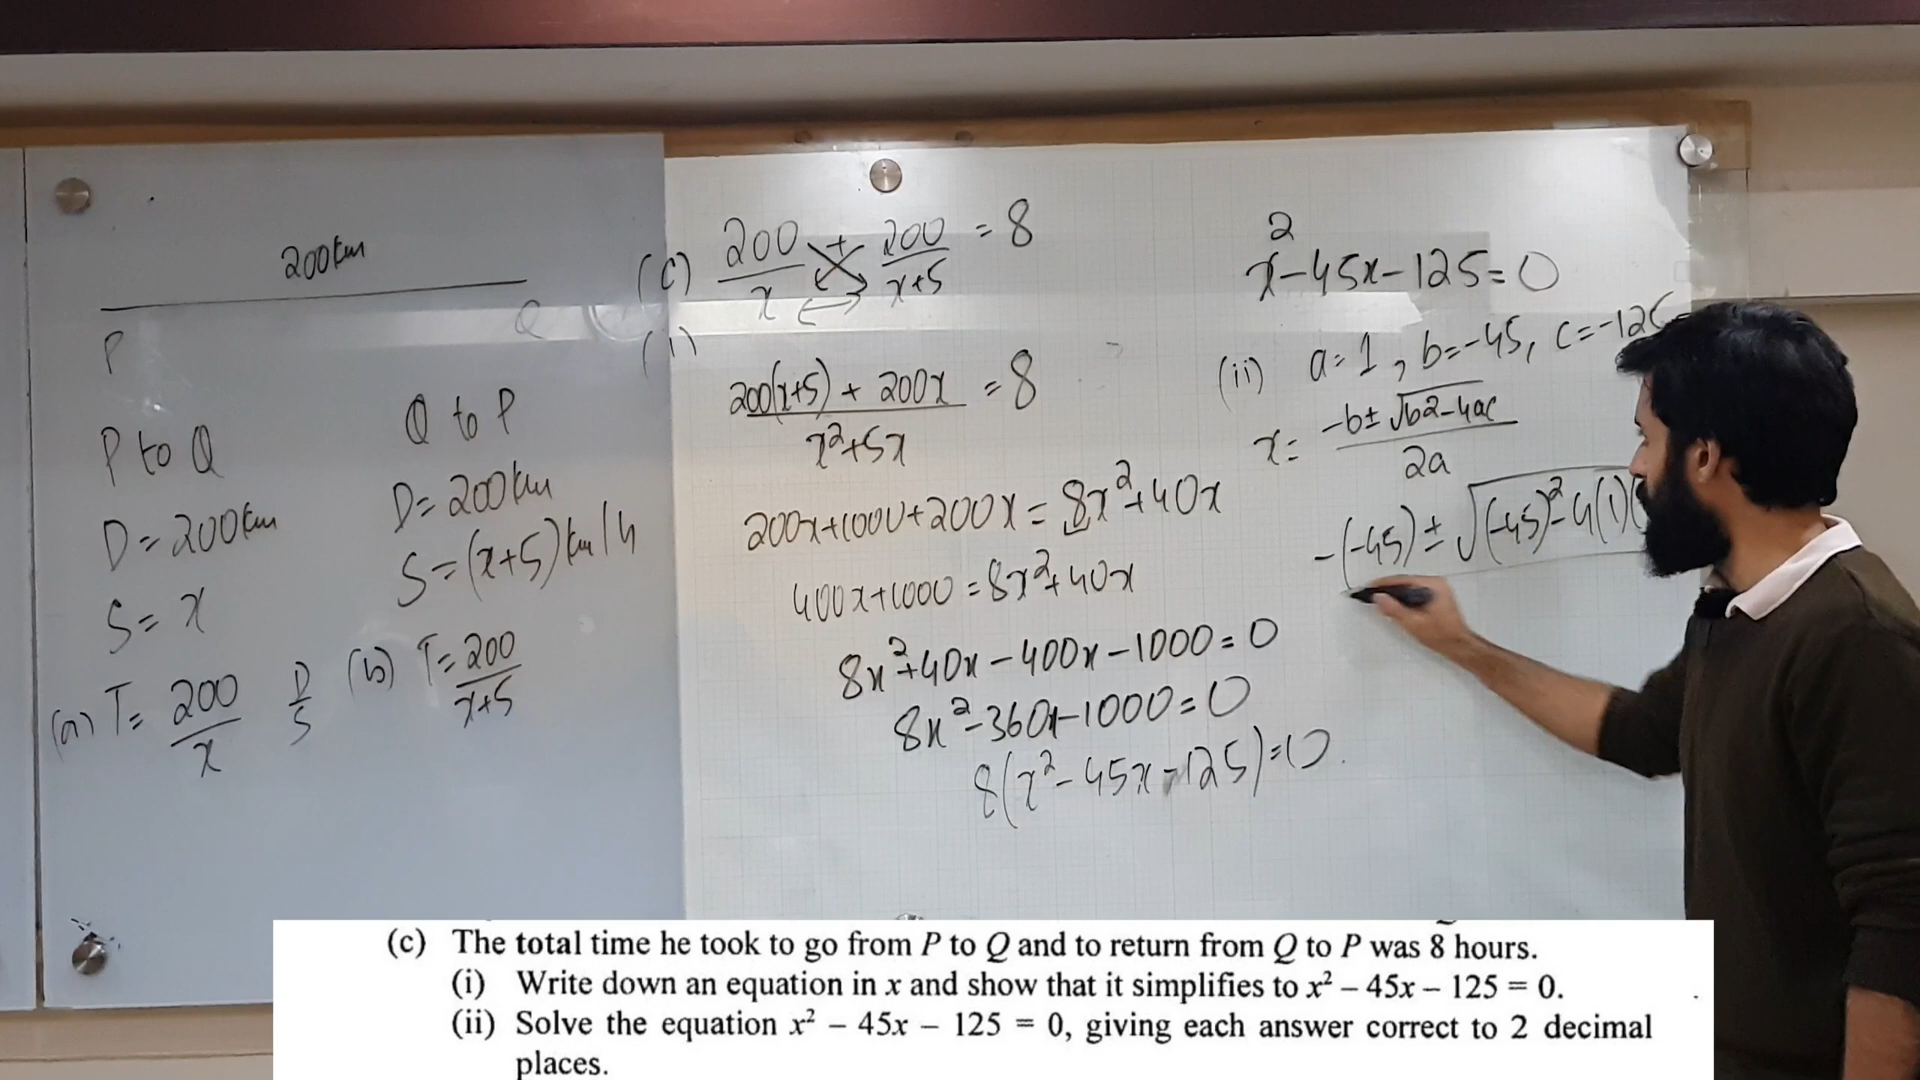 200km
P Q
P to Q
D = 200km
S = x
(a) T = 200/x D/S
Q to P
D = 200km
S = (x+5) km/h
(b) T = 200/x+5
(c) 200/x + 200/x+5 = 8
(i)
200(x+5) + 200x / x²+5x = 8
200x+1000+200x = 8x²+40x
400x+1000 = 8x²+40x
8x²+40x-400x-1000=0
8x²-360x-1000=0
8(x²-45x-125)=0
x²-45x-125=0
(ii) a=1, b=-45, c=-125
x = -b±√b2-4ac / 2a
-(-45) ± √(-45)²-4(1)(
(c) The total time he took to go from P to Q and to return from Q to P was 8 hours.
(i) Write down an equation in x and show that it simplifies to x² – 45x – 125 = 0.
(ii) Solve the equation x² – 45x – 125 = 0, giving each answer correct to 2 decimal
places.